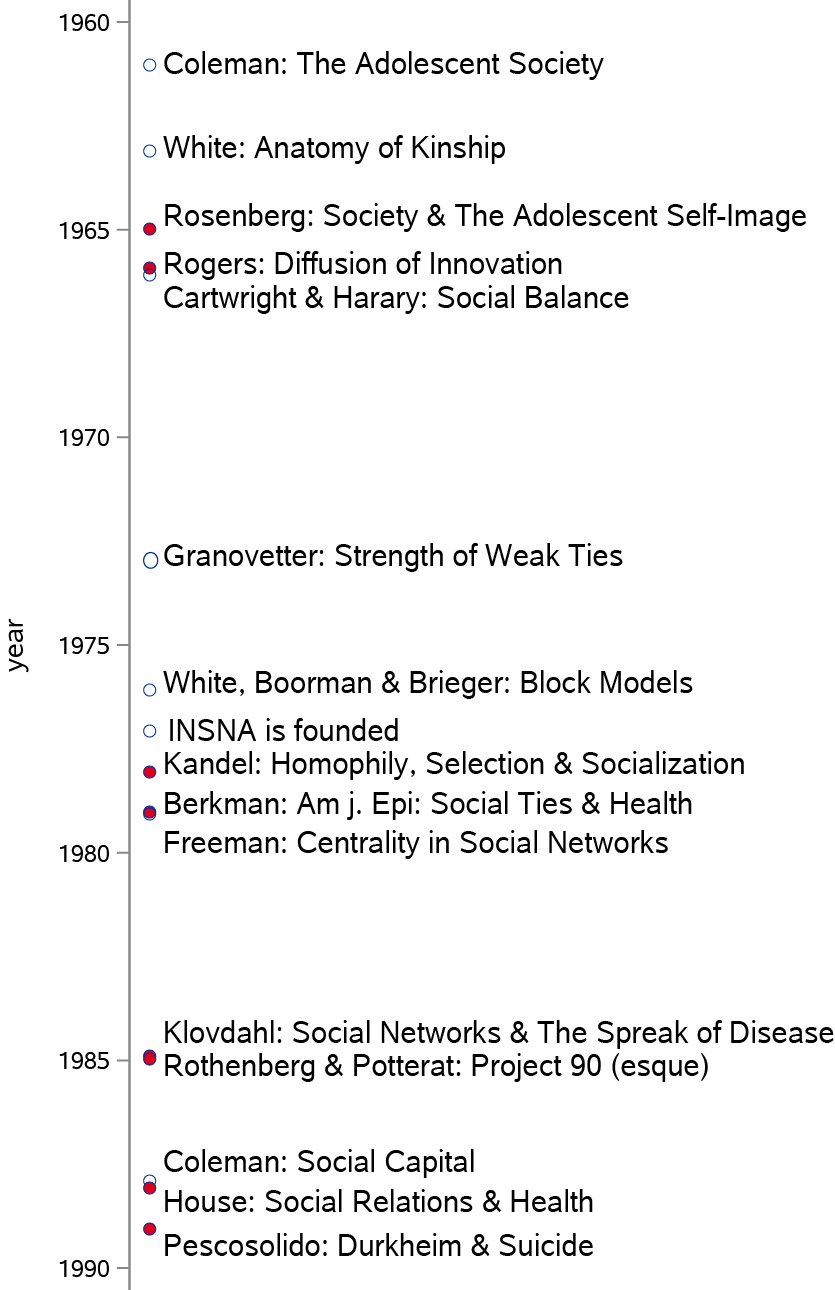 1960
Coleman: The Adolescent Society
White: Anatomy of Kinship
Rosenberg: Society & The Adolescent Self-Image
1965
Rogers: Diffusion of Innovation
Cartwright & Harary: Social Balance
1970
Granovetter: Strength of Weak Ties
year
1975
White, Boorman & Brieger: Block Models
INSNA is founded
Kandel: Homophily, Selection & Socialization
Berkman: Am j. Epi: Social Ties & Health
Freeman: Centrality in Social Networks
1980
Klovdahl: Social Networks & The Spreak of Disease
1985
Rothenberg & Potterat: Project 90 (esque)
Coleman: Social Capital
House: Social Relations & Health
Pescosolido: Durkheim & Suicide
1990